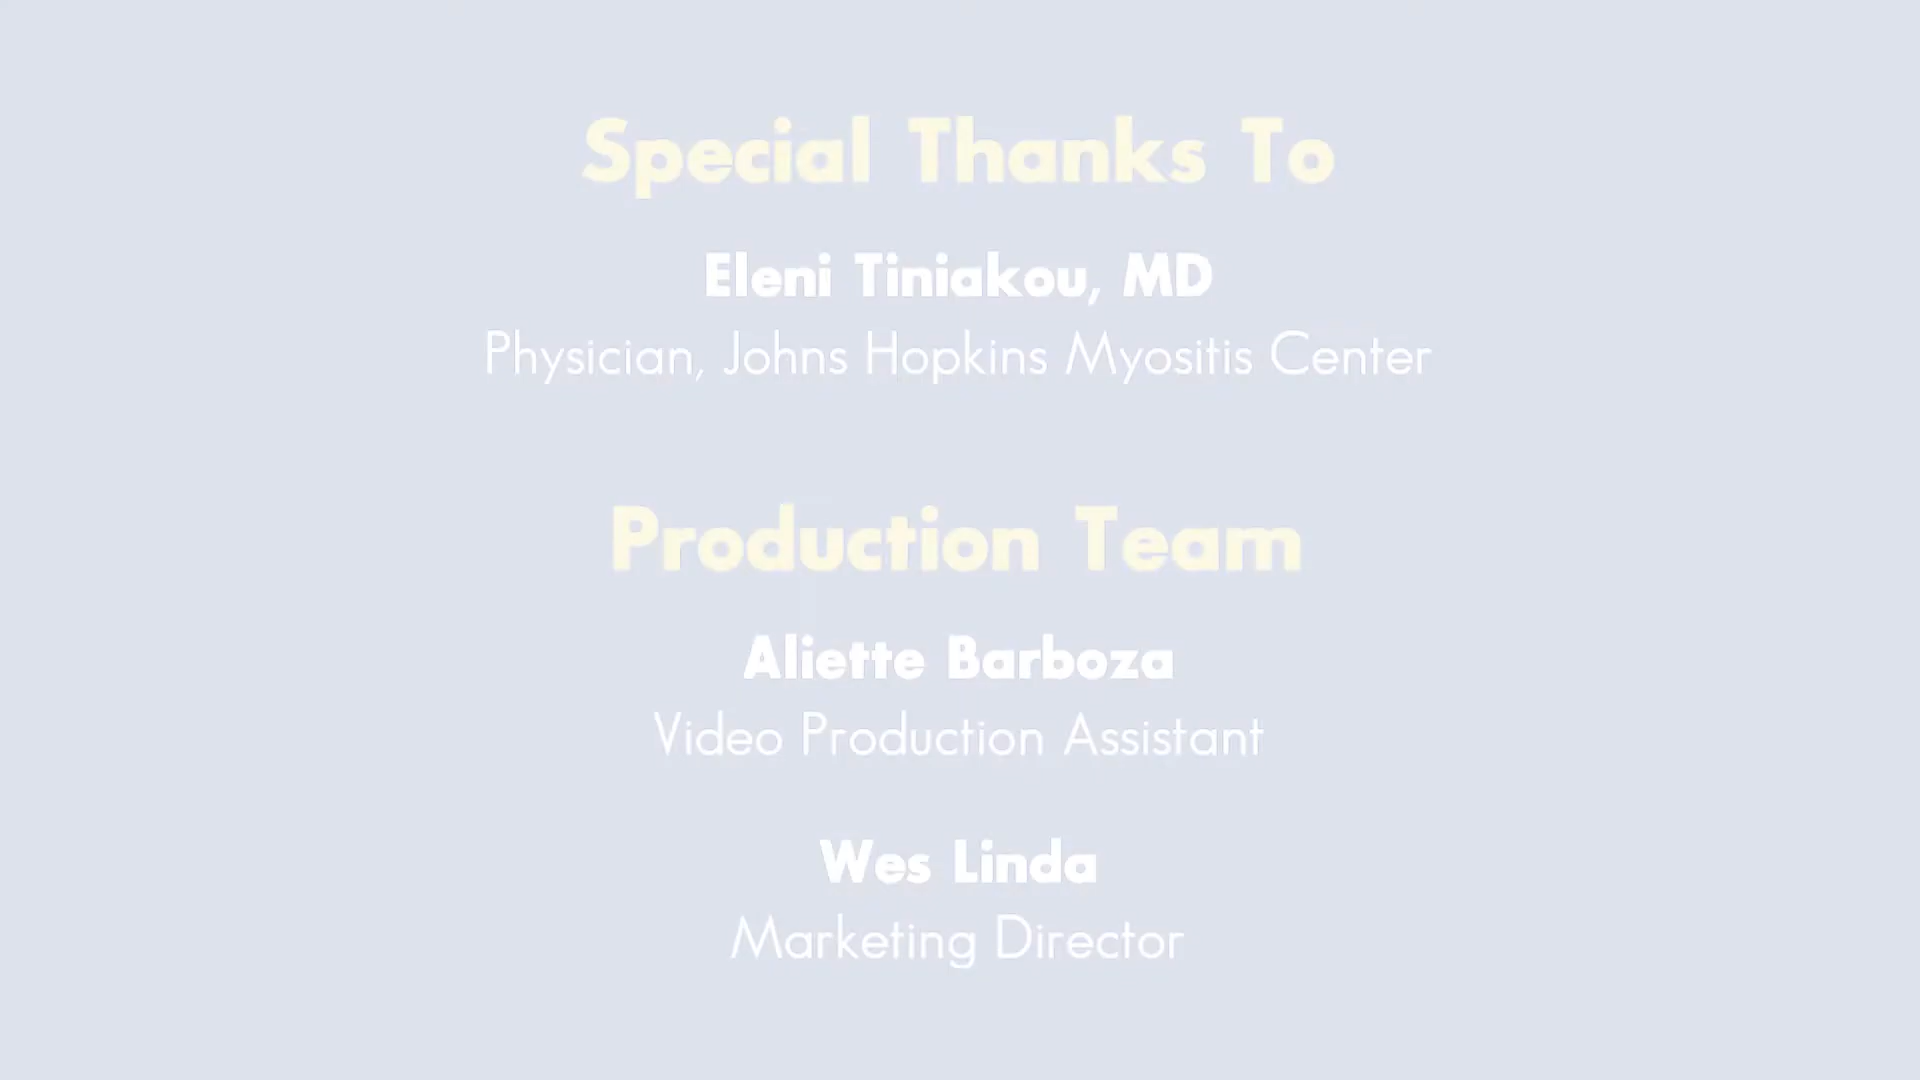 Special Thanks To
Eleni Tiniakou, MD
Physician, Johns Hopkins Myositis Center
Production Team
Aliette Barboza
Video Production Assistant
Wes Linda
Marketing Director